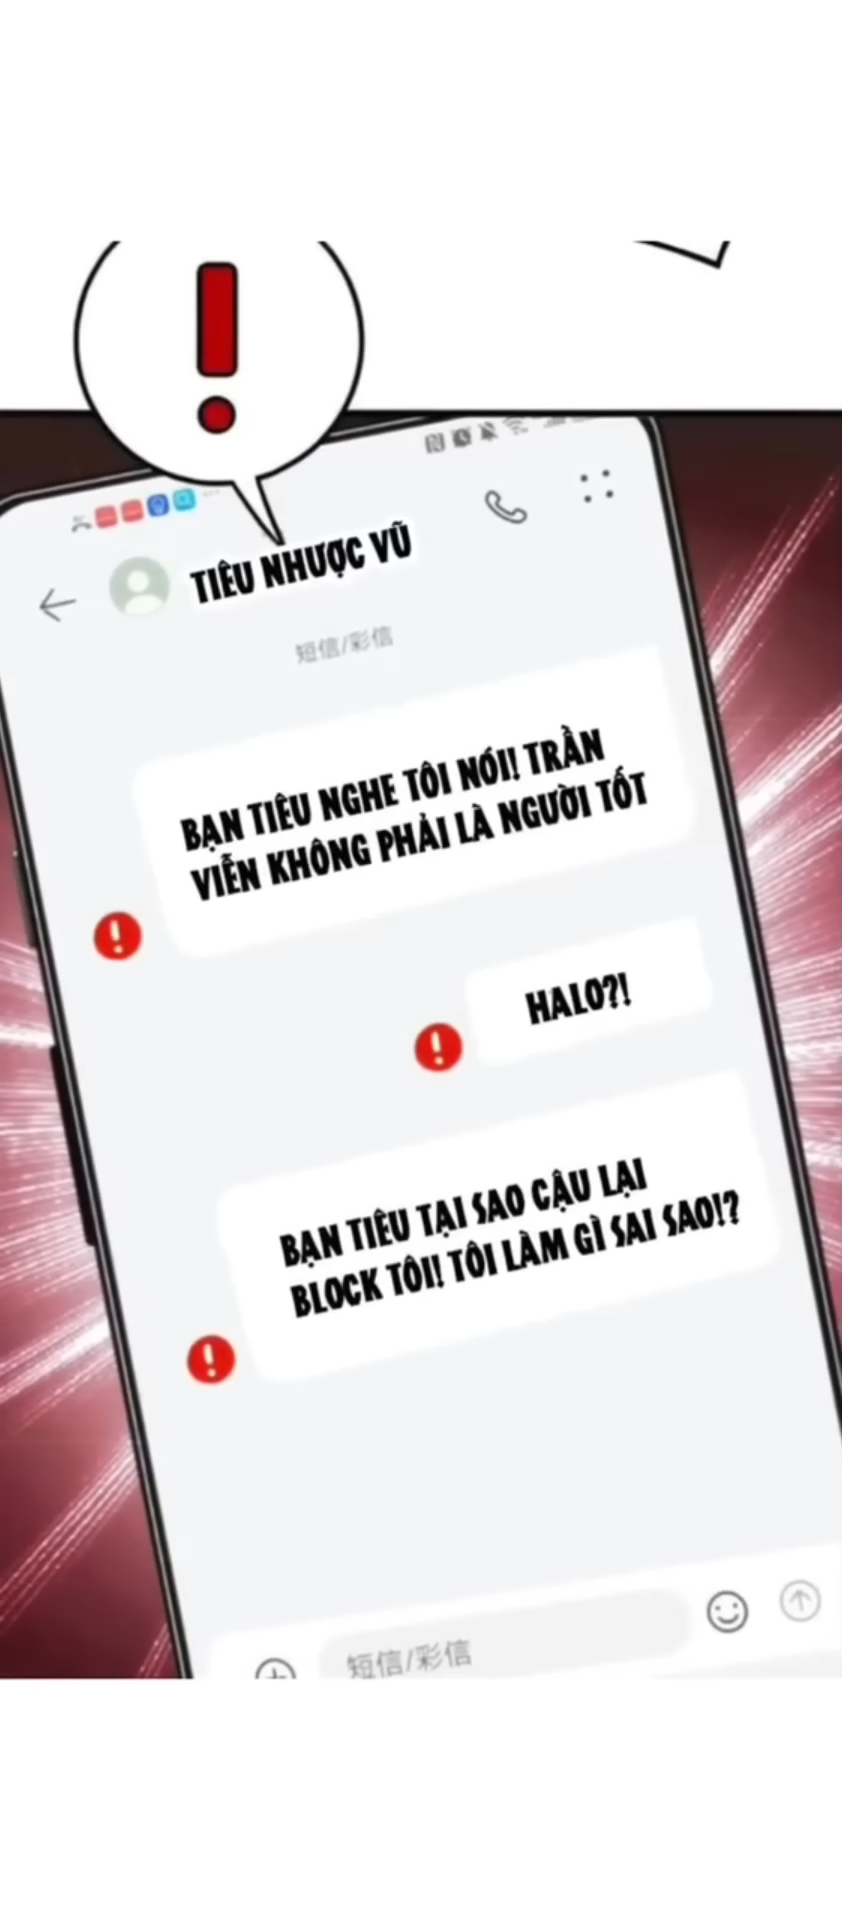 !
TIÊU NHƯỢC VŨ
短信/彩信
BẠN TIÊU NGHE TÔI NÓI! TRẦN
VIỄN KHÔNG PHẢI LÀ NGƯỜI TỐT
!
HALO?!
!
BẠN TIÊU TẠI SAO CẬU LẠI
BLOCK TÔI! TÔI LÀM GÌ SAI SAO!?
!
短信/彩信